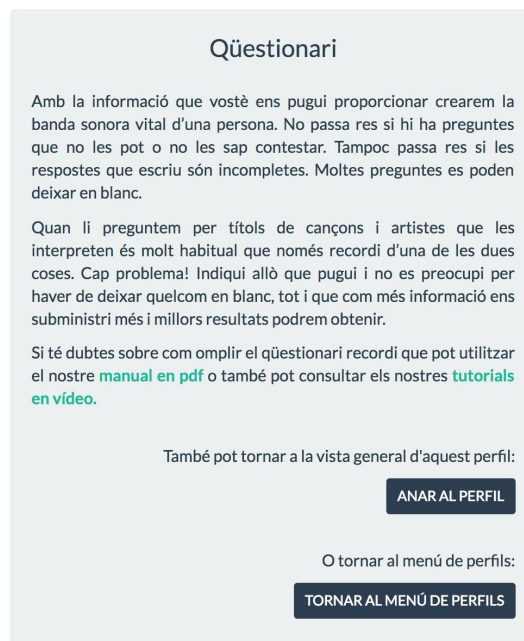 Qüestionari
Amb la informació que vostè ens pugui proporcionar crearem la
banda sonora vital d'una persona. No passa res si hi ha preguntes
que no les pot o no les sap contestar. Tampoc passa res si les
respostes que escriu són incompletes. Moltes preguntes es poden
deixar en blanc.
Quan li preguntem per títols de cançons i artistes que les
interpreten és molt habitual que només recordi d'una de les dues
coses. Cap problema! Indiqui allò que pugui i no es preocupi per
haver de deixar quelcom en blanc, tot i que com més informació ens
subministri més i millors resultats podrem obtenir.
Si té dubtes sobre com omplir el qüestionari recordi que pot utilitzar
el nostre manual en pdf o també pot consultar els nostres tutorials
en vídeo.
També pot tornar a la vista general d'aquest perfil:
ANAR AL PERFIL
O tornar al menú de perfils:
TORNAR AL MENÚ DE PERFILS